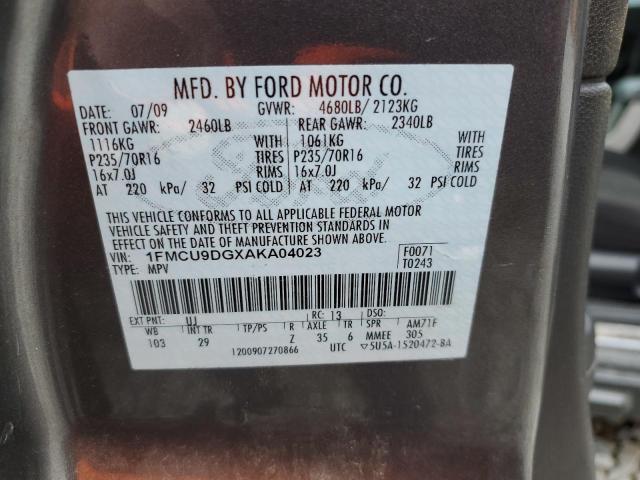 MFD. BY FORD MOTOR CO.
DATE: 07/09 GVWR: 4680LB/ 2123KG
FRONT GAWR: 2460LB REAR GAWR: 2340LB
1116KG WITH 1061KG WITH
P235/70R16 TIRES P235/70R16 TIRES
16x7.0J RIMS 16x7.0J RIMS
AT 220 kPa/ 32 PSI COLD AT 220 kPa/ 32 PSI COLD
THIS VEHICLE CONFORMS TO ALL APPLICABLE FEDERAL MOTOR
VEHICLE SAFETY AND THEFT PREVENTION STANDARDS IN
EFFECT ON THE DATE OF MANUFACTURE SHOWN ABOVE.
VIN: 1FMCU9DGXAKA04023 F0071
TYPE: MPV T0243
EXT PNT: UJ RC: 13 DSO:
WB INT TR TP/PS R AXLE TR SPR AM71F
103 29 Z 35 6 MMEE 305
1200907270866 UTC ▽5U5A-1520472-BA